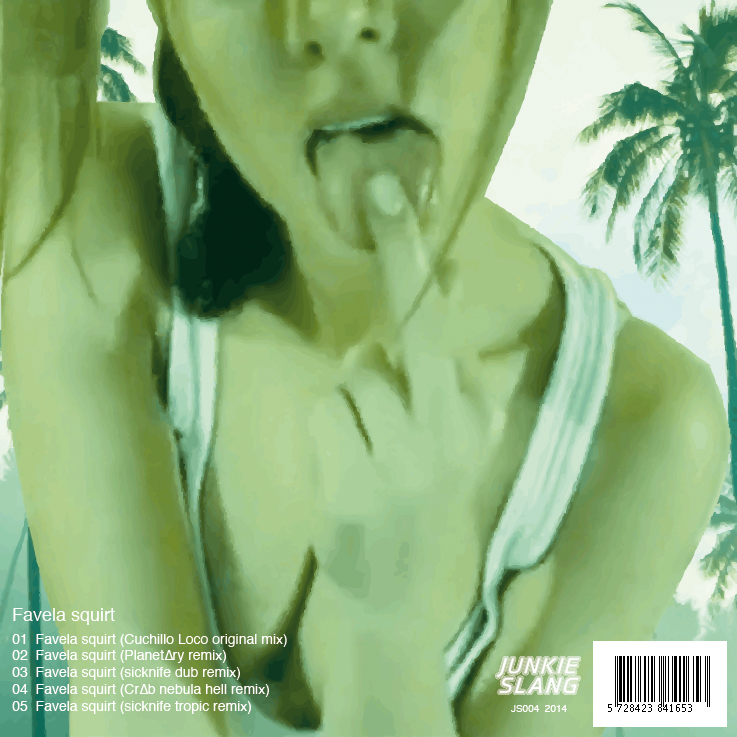 Favela squirt
01 Favela squirt (Cuchillo Loco original mix)
02 Favela squirt (PlanetΔry remix)
03 Favela squirt (sicknife dub remix)
04 Favela squirt (CrΔb nebula hell remix)
05 Favela squirt (sicknife tropic remix)
JUNKIE
SLANG
JS004 2014
5 728423 841653